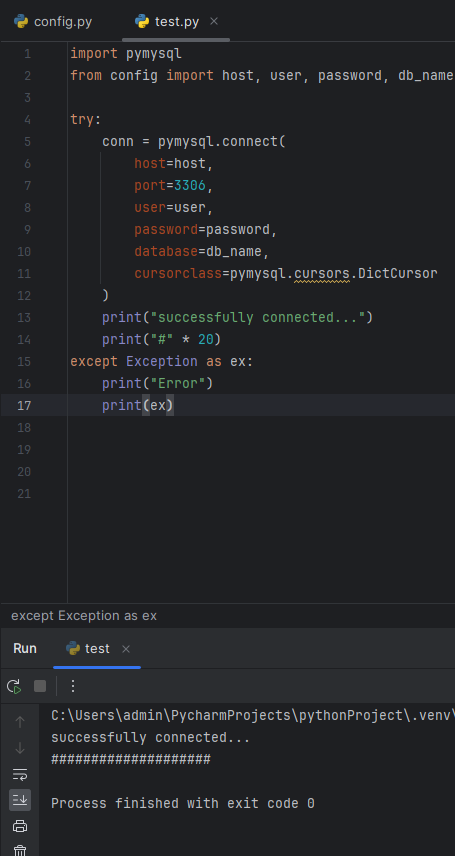 config.py
test.py
1 import pymysql
2 from config import host, user, password, db_name
3
4 try:
5     conn = pymysql.connect(
6         host=host,
7         port=3306,
8         user=user,
9         password=password,
10         database=db_name,
11         cursorclass=pymysql.cursors.DictCursor
12     )
13     print("successfully connected...")
14     print("#" * 20)
15 except Exception as ex:
16     print("Error")
17     print(ex)
18
19
20
21
except Exception as ex
Run test
C:\Users\admin\PycharmProjects\pythonProject\.venv\
successfully connected...
####################

Process finished with exit code 0